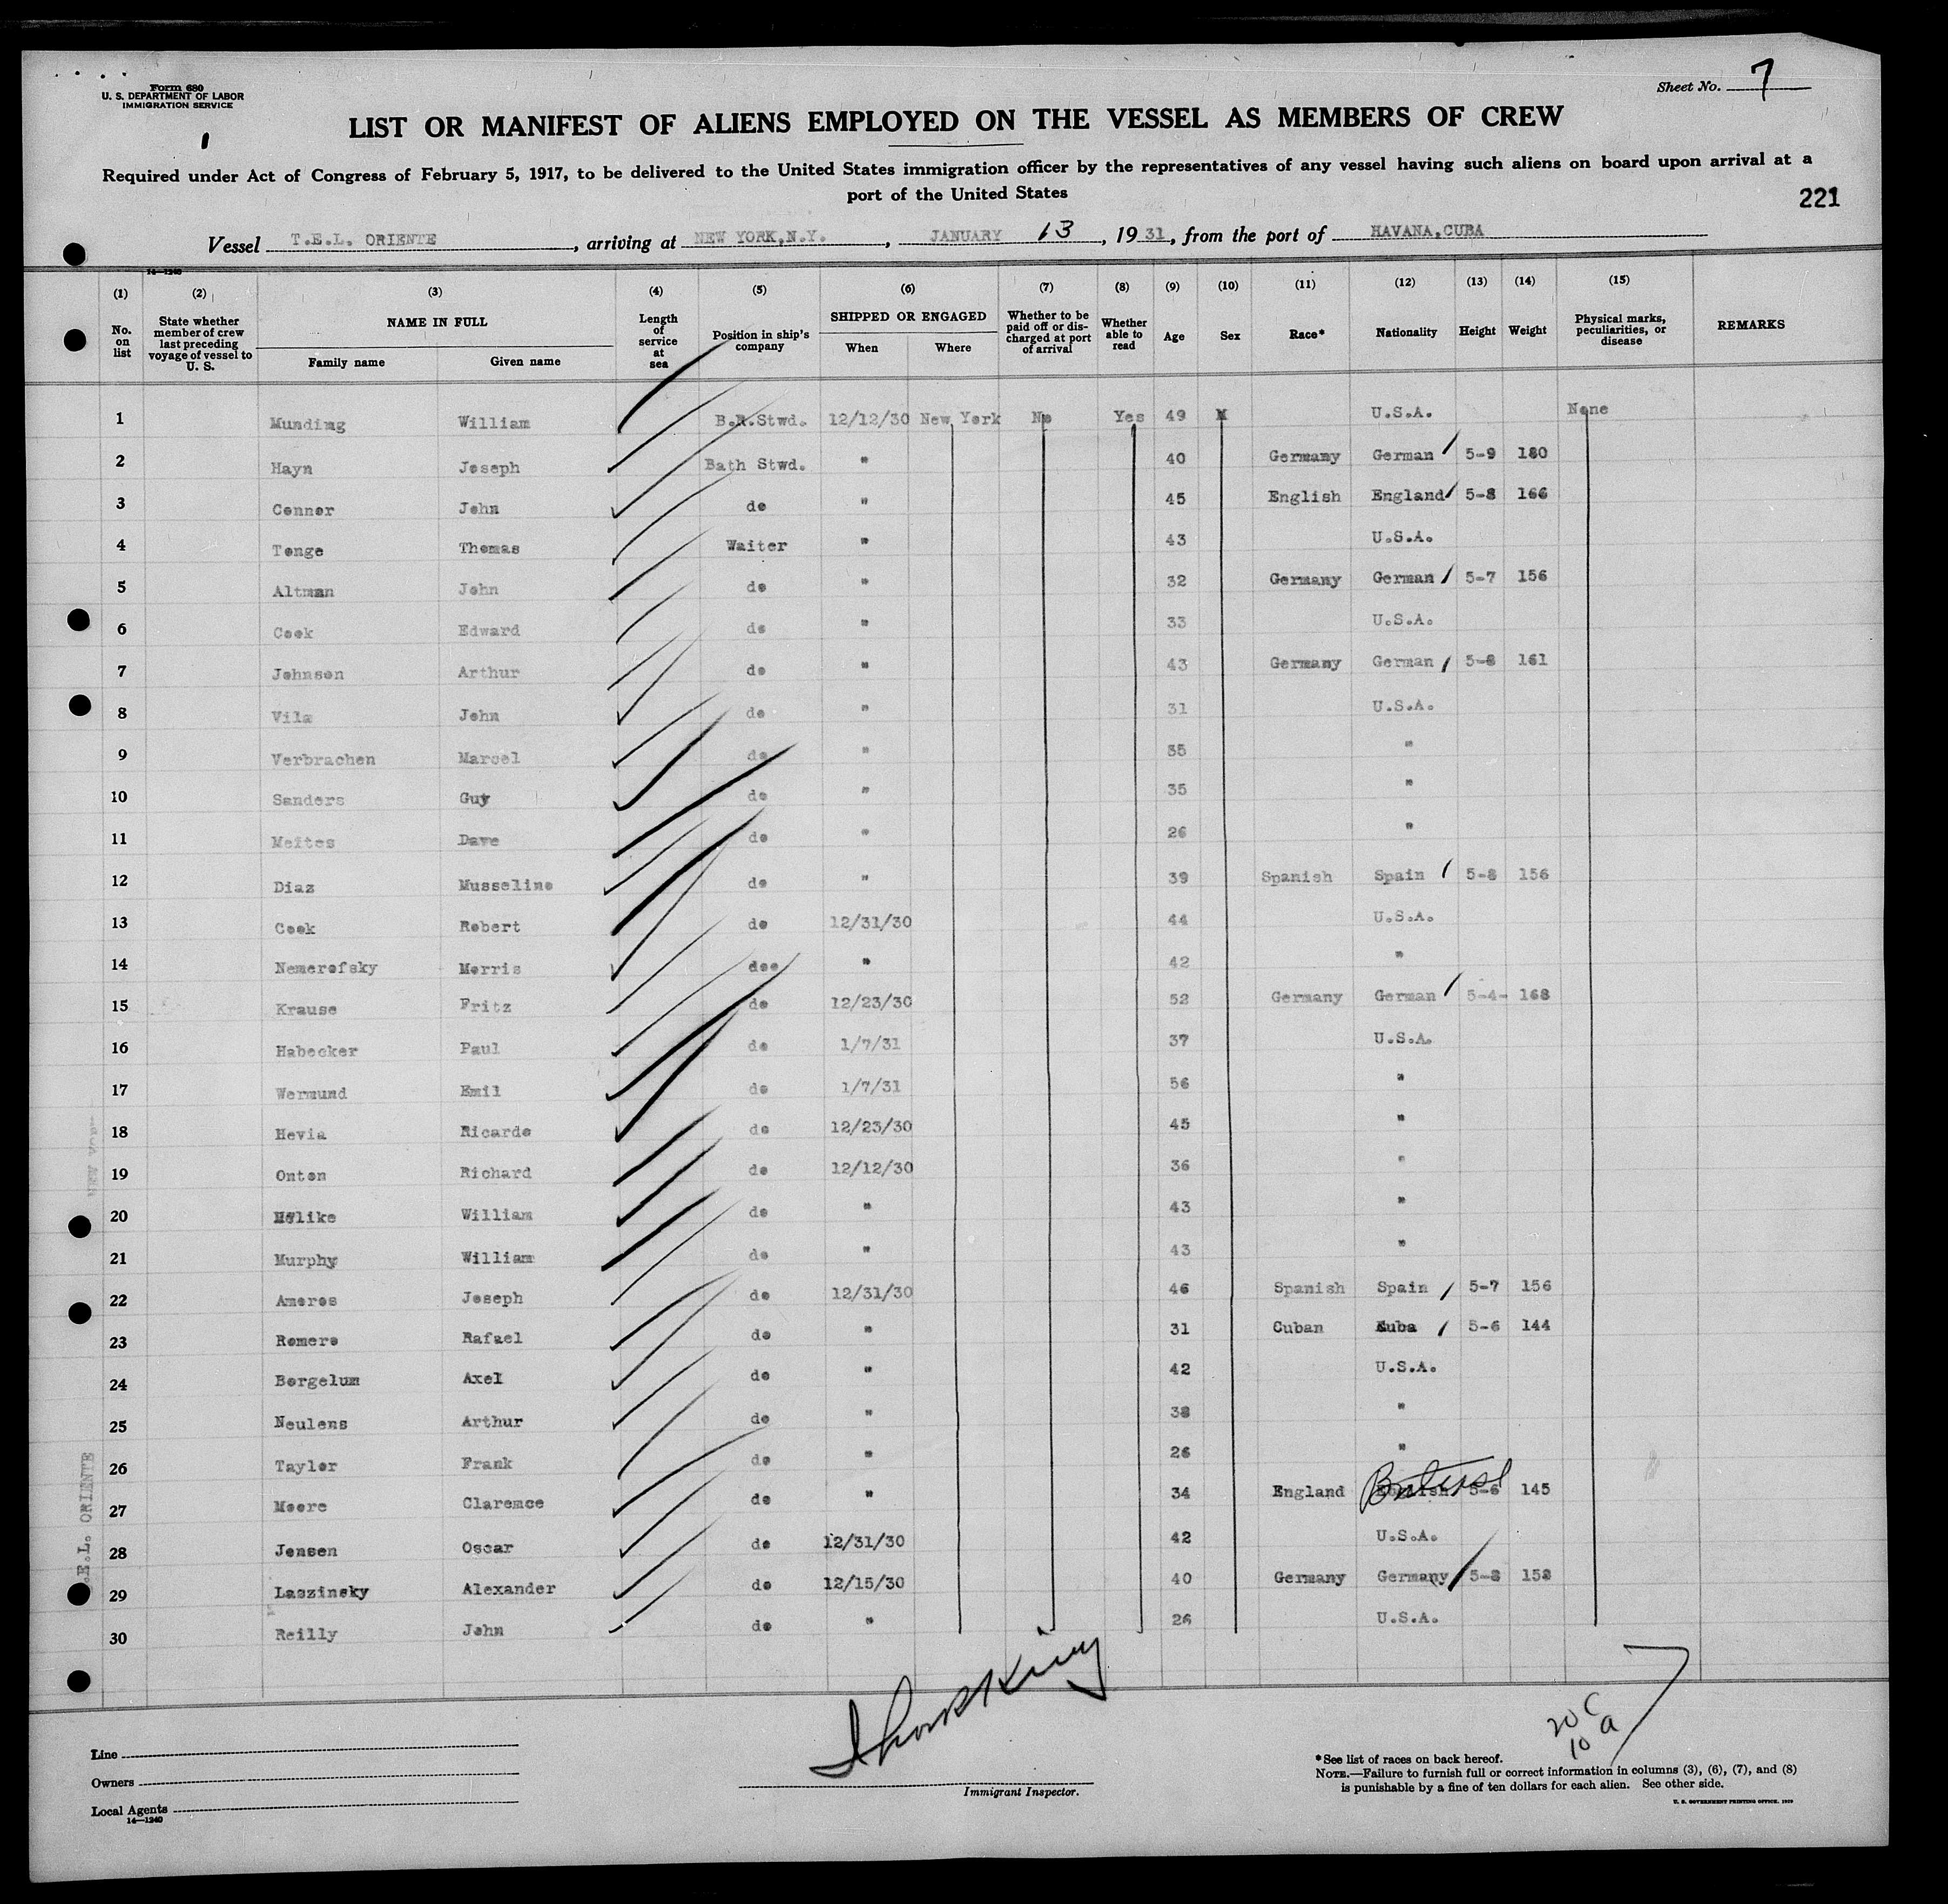 Form 680
U. S. DEPARTMENT OF LABOR
IMMIGRATION SERVICE
Sheet No. 7
LIST OR MANIFEST OF ALIENS EMPLOYED ON THE VESSEL AS MEMBERS OF CREW
Required under Act of Congress of February 5, 1917, to be delivered to the United States immigration officer by the representatives of any vessel having such aliens on board upon arrival at a
port of the United States
221
Vessel T.E.L. ORIENTE, arriving at NEW YORK,N.Y., JANUARY 13, 1931, from the port of HAVANA,CUBA
14—1240
(1) (2) (3) (4) (5) (6) (7) (8) (9) (10) (11) (12) (13) (14) (15)
No. on list State whether member of crew last preceding voyage of vessel to U. S. NAME IN FULL Family name Given name Length of service at sea Position in ship's company SHIPPED OR ENGAGED When Where Whether to be paid off or discharged at port of arrival Whether able to read Age Sex Race* Nationality Height Weight Physical marks, peculiarities, or disease REMARKS
1 Munding William B.R.Stwd. 12/12/30 New York No Yes 49 M U.S.A. None
2 Hayn Joseph Bath Stwd. " 40 Germany German 5-9 180
3 Conner John do " 45 English England 5-8 166
4 Tonge Thomas Waiter " 43 U.S.A.
5 Altman John do " 32 Germany German 5-7 156
6 Cook Edward do " 33 U.S.A.
7 Johnson Arthur do " 43 Germany German 5-8 161
8 Vila John do " 31 U.S.A.
9 Verbrachen Marcel do " 35 "
10 Sanders Guy do " 35 "
11 Meites Dave do " 26 "
12 Diaz Musseline do " 39 Spanish Spain 5-8 156
13 Cook Robert do 12/31/30 44 U.S.A.
14 Nemerofsky Morris doo " 42 "
15 Krause Fritz do 12/23/30 52 Germany German 5-4- 168
16 Habecker Paul do 1/7/31 37 U.S.A.
17 Wermund Emil do 1/7/31 56 "
18 Hevia Ricardo do 12/23/30 45 "
19 Onton Richard do 12/12/30 36 "
20 William do " 43 "
21 Murphy William do " 43 "
22 Ameros Joseph do 12/31/30 46 Spanish Spain 5-7 156
23 Romero Rafael do " 31 Cuban Cuba 5-6 144
24 Borgelum Axel do " 42 U.S.A.
25 Neulens Arthur do " 38 "
26 Taylor Frank do " 26 "
27 Moore Clarence do " 34 England British 5-6 145
28 Jensen Oscar do 12/31/30 42 U.S.A.
29 Laszinsky Alexander do 12/15/30 40 Germany Germany 5-8 158
30 Reilly John do " 26 U.S.A.
.E.L. ORIENTE
NEW YORK
20 C
10 a
Line
Owners
Local Agents
14—1240
Immigrant Inspector.
*See list of races on back hereof.
NOTE.—Failure to furnish full or correct information in columns (3), (6), (7), and (8)
is punishable by a fine of ten dollars for each alien. See other side.
U. S. GOVERNMENT PRINTING OFFICE. 1929